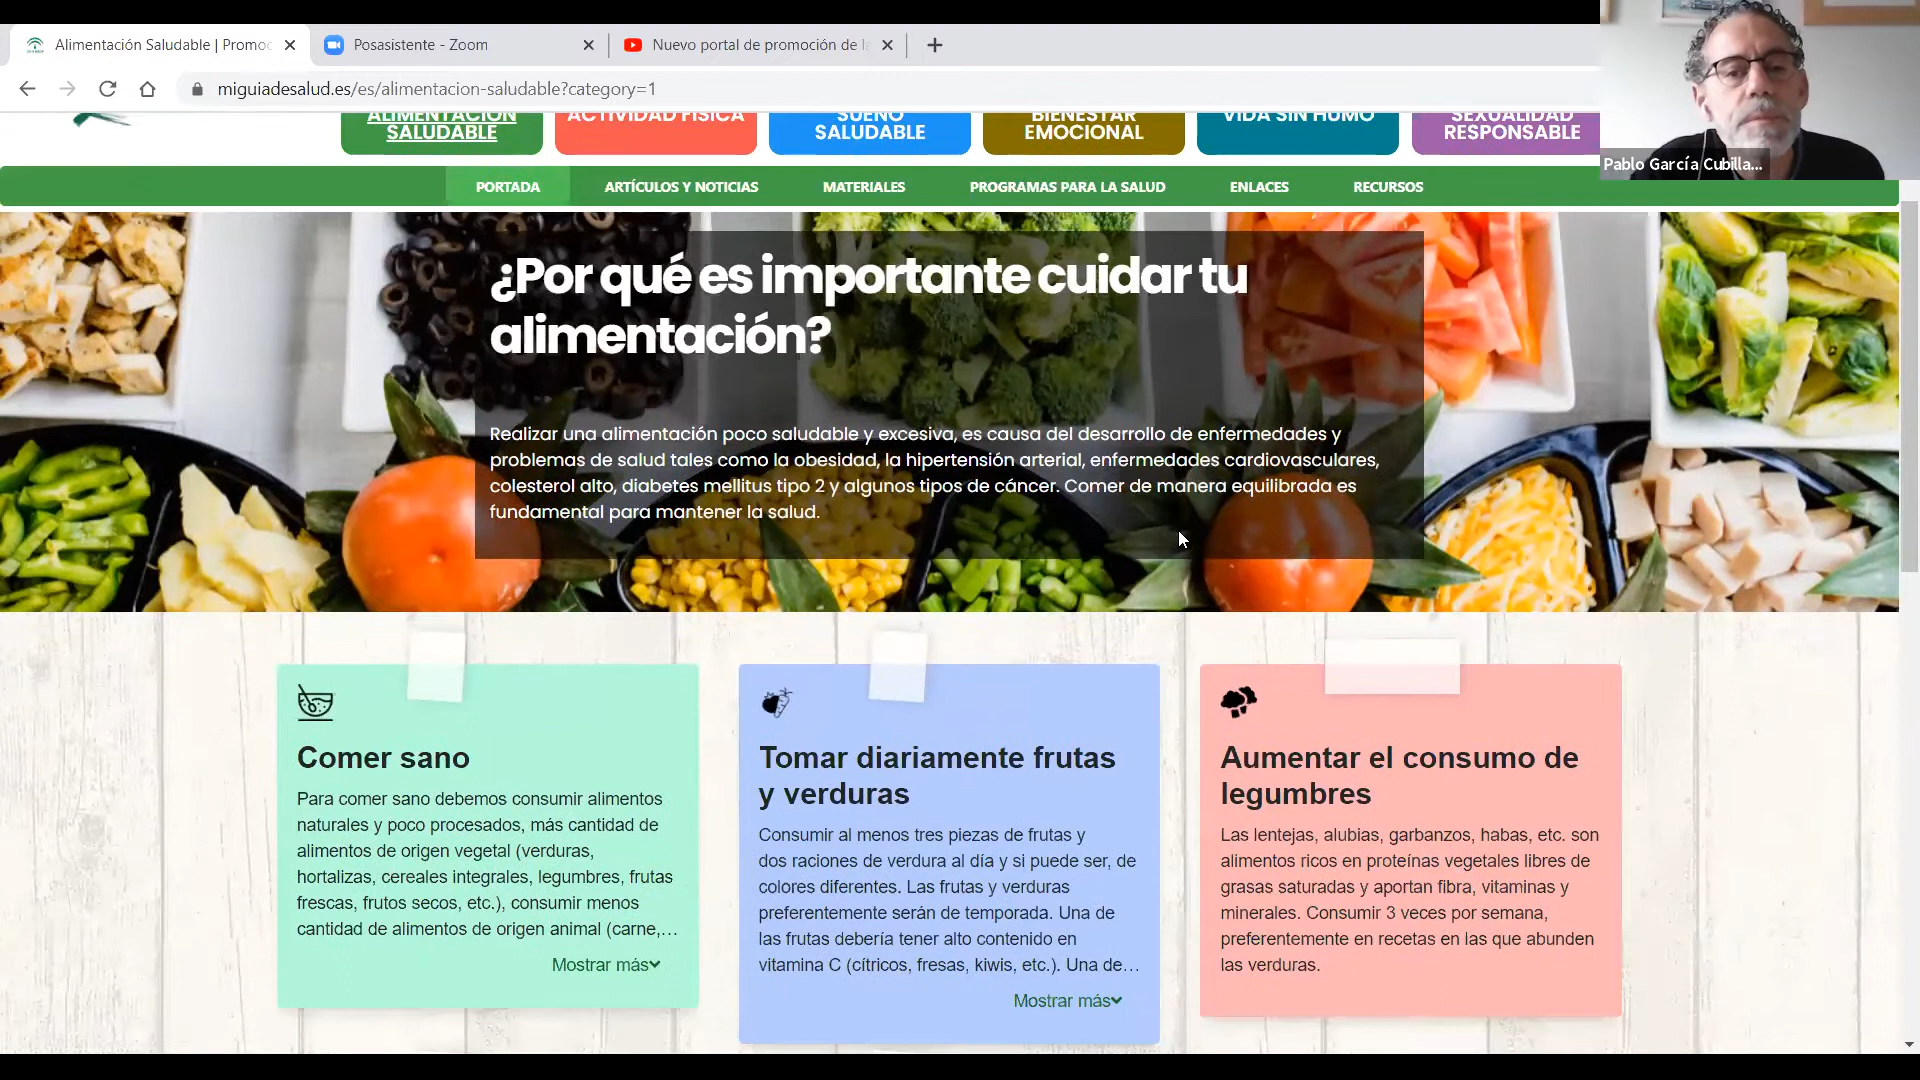 Alimentación Saludable | Promoc
Posasistente - Zoom
Nuevo portal de promoción de la
miguiadesalud.es/es/alimentacion-saludable?category=1
ALIMENTACIÓN
SALUDABLE
ACTIVIDAD FÍSICA
SUEÑO
SALUDABLE
BIENESTAR
EMOCIONAL
VIDA SIN HUMO
SEXUALIDAD
RESPONSABLE
Pablo García Cubilla...
PORTADA
ARTÍCULOS Y NOTICIAS
MATERIALES
PROGRAMAS PARA LA SALUD
ENLACES
RECURSOS
¿Por qué es importante cuidar tu
alimentación?
Realizar una alimentación poco saludable y excesiva, es causa del desarrollo de enfermedades y
problemas de salud tales como la obesidad, la hipertensión arterial, enfermedades cardiovasculares,
colesterol alto, diabetes mellitus tipo 2 y algunos tipos de cáncer. Comer de manera equilibrada es
fundamental para mantener la salud.
Comer sano
Para comer sano debemos consumir alimentos
naturales y poco procesados, más cantidad de
alimentos de origen vegetal (verduras,
hortalizas, cereales integrales, legumbres, frutas
frescas, frutos secos, etc.), consumir menos
cantidad de alimentos de origen animal (carne,...
Mostrar más
Tomar diariamente frutas
y verduras
Consumir al menos tres piezas de frutas y
dos raciones de verdura al día y si puede ser, de
colores diferentes. Las frutas y verduras
preferentemente serán de temporada. Una de
las frutas debería tener alto contenido en
vitamina C (cítricos, fresas, kiwis, etc.). Una de...
Mostrar más
Aumentar el consumo de
legumbres
Las lentejas, alubias, garbanzos, habas, etc. son
alimentos ricos en proteínas vegetales libres de
grasas saturadas y aportan fibra, vitaminas y
minerales. Consumir 3 veces por semana,
preferentemente en recetas en las que abunden
las verduras.